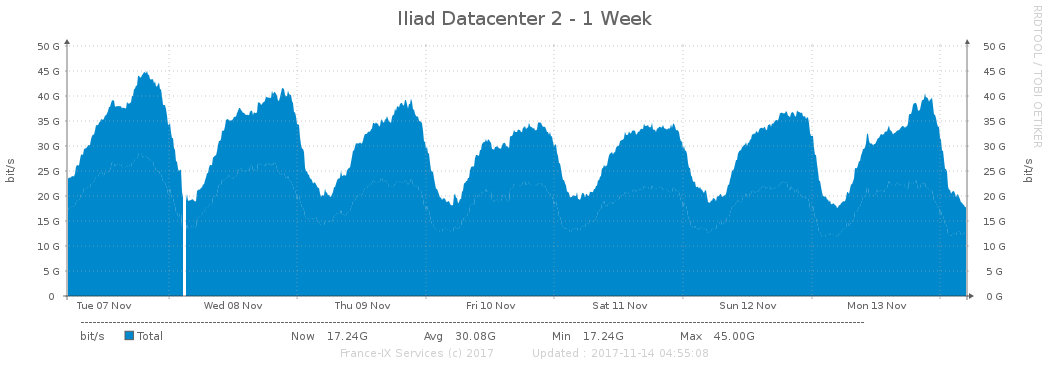 Iliad Datacenter 2 - 1 Week
RRDTOOL / TOBI OETIKER
50 G 50 G
45 G 45 G
40 G 40 G
35 G 35 G
30 G 30 G
25 G 25 G
20 G 20 G
15 G 15 G
10 G 10 G
5 G 5 G
0 0 G
bit/s bit/s
Tue 07 Nov Wed 08 Nov Thu 09 Nov Fri 10 Nov Sat 11 Nov Sun 12 Nov Mon 13 Nov
bit/s Total Now 17.24G Avg 30.08G Min 17.24G Max 45.00G
France-IX Services (c) 2017 Updated : 2017-11-14 04:55:08